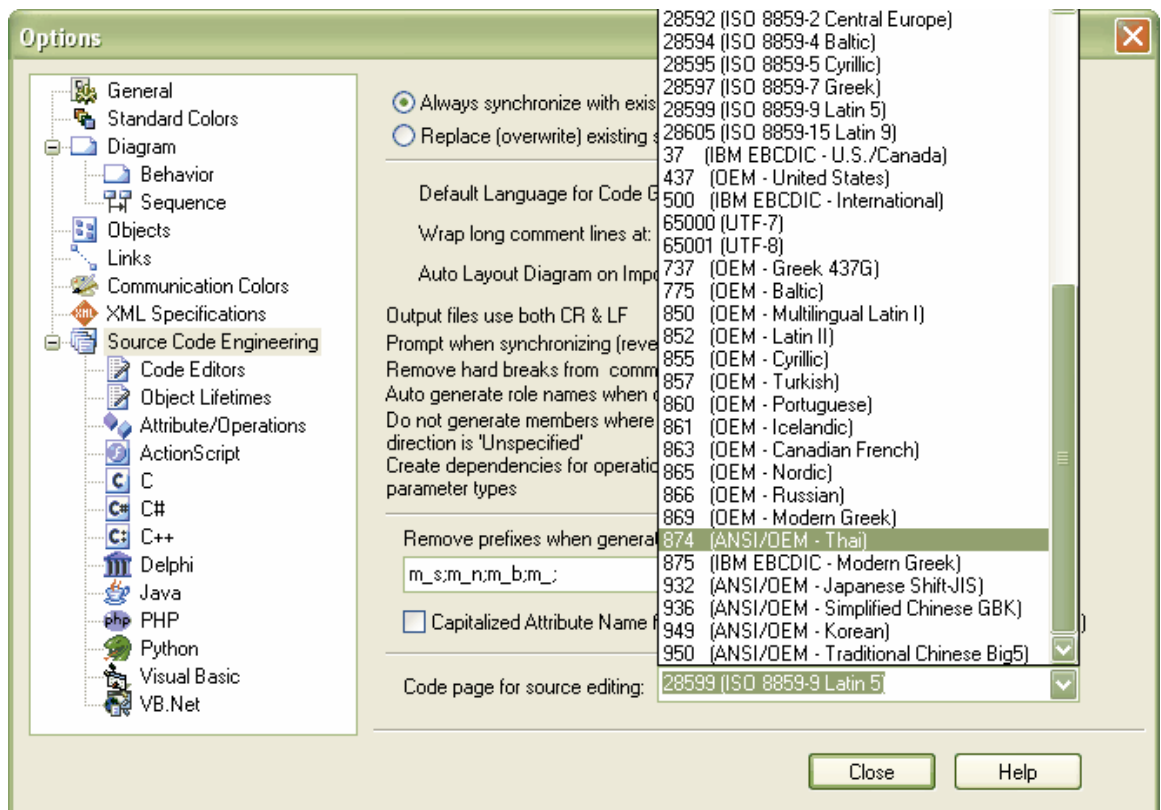 Options
General
Standard Colors
Diagram
Behavior
Sequence
Objects
Links
Communication Colors
XML Specifications
Source Code Engineering
Code Editors
Object Lifetimes
Attribute/Operations
ActionScript
C
C#
C++
Delphi
Java
PHP
Python
Visual Basic
VB.Net
Always synchronize with exis
Replace (overwrite) existing s
Default Language for Code G
Wrap long comment lines at:
Auto Layout Diagram on Impo
Output files use both CR & LF
Prompt when synchronizing (reve
Remove hard breaks from comm
Auto generate role names when c
Do not generate members where
direction is 'Unspecified'
Create dependencies for operatio
parameter types
Remove prefixes when genera
m_s;m_n;m_b;m_;
Capitalized Attribute Name f
)
Code page for source editing:
28599 (ISO 8859-9 Latin 5)
28592 (ISO 8859-2 Central Europe)
28594 (ISO 8859-4 Baltic)
28595 (ISO 8859-5 Cyrillic)
28597 (ISO 8859-7 Greek)
28599 (ISO 8859-9 Latin 5)
28605 (ISO 8859-15 Latin 9)
37 (IBM EBCDIC - U.S./Canada)
437 (OEM - United States)
500 (IBM EBCDIC - International)
65000 (UTF-7)
65001 (UTF-8)
737 (OEM - Greek 437G)
775 (OEM - Baltic)
850 (OEM - Multilingual Latin I)
852 (OEM - Latin II)
855 (OEM - Cyrillic)
857 (OEM - Turkish)
860 (OEM - Portuguese)
861 (OEM - Icelandic)
863 (OEM - Canadian French)
865 (OEM - Nordic)
866 (OEM - Russian)
869 (OEM - Modern Greek)
874 (ANSI/OEM - Thai)
875 (IBM EBCDIC - Modern Greek)
932 (ANSI/OEM - Japanese Shift-JIS)
936 (ANSI/OEM - Simplified Chinese GBK)
949 (ANSI/OEM - Korean)
950 (ANSI/OEM - Traditional Chinese Big5)
Close
Help